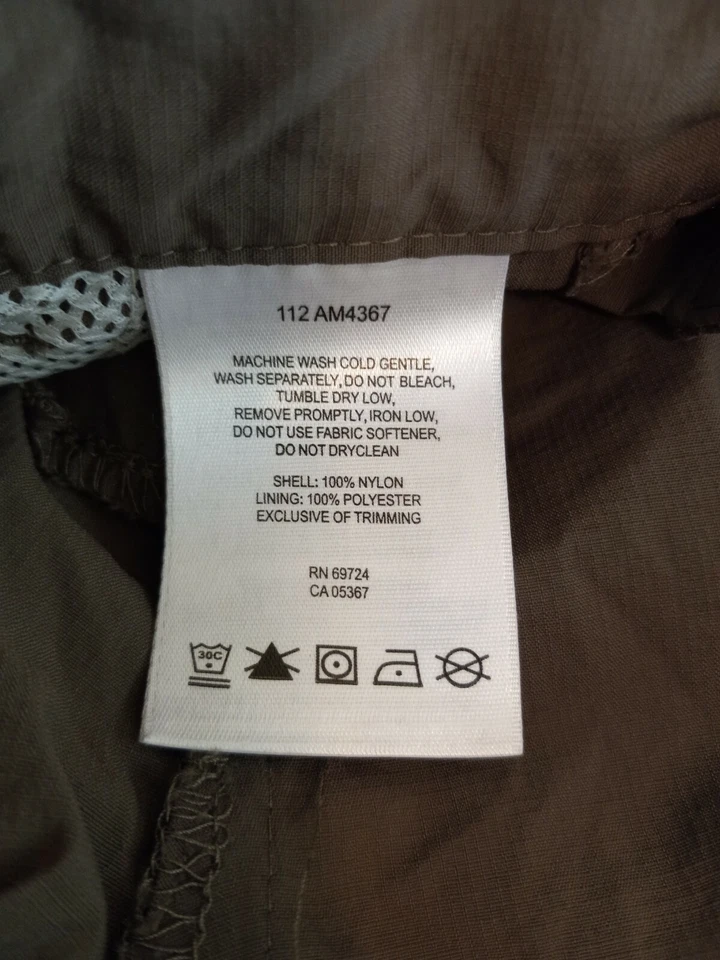 112 AM4367
MACHINE WASH COLD GENTLE,
WASH SEPARATELY, DO NOT BLEACH,
TUMBLE DRY LOW,
REMOVE PROMPTLY, IRON LOW,
DO NOT USE FABRIC SOFTENER,
DO NOT DRYCLEAN
SHELL: 100% NYLON
LINING: 100% POLYESTER
EXCLUSIVE OF TRIMMING
RN 69724
CA 05367
30C